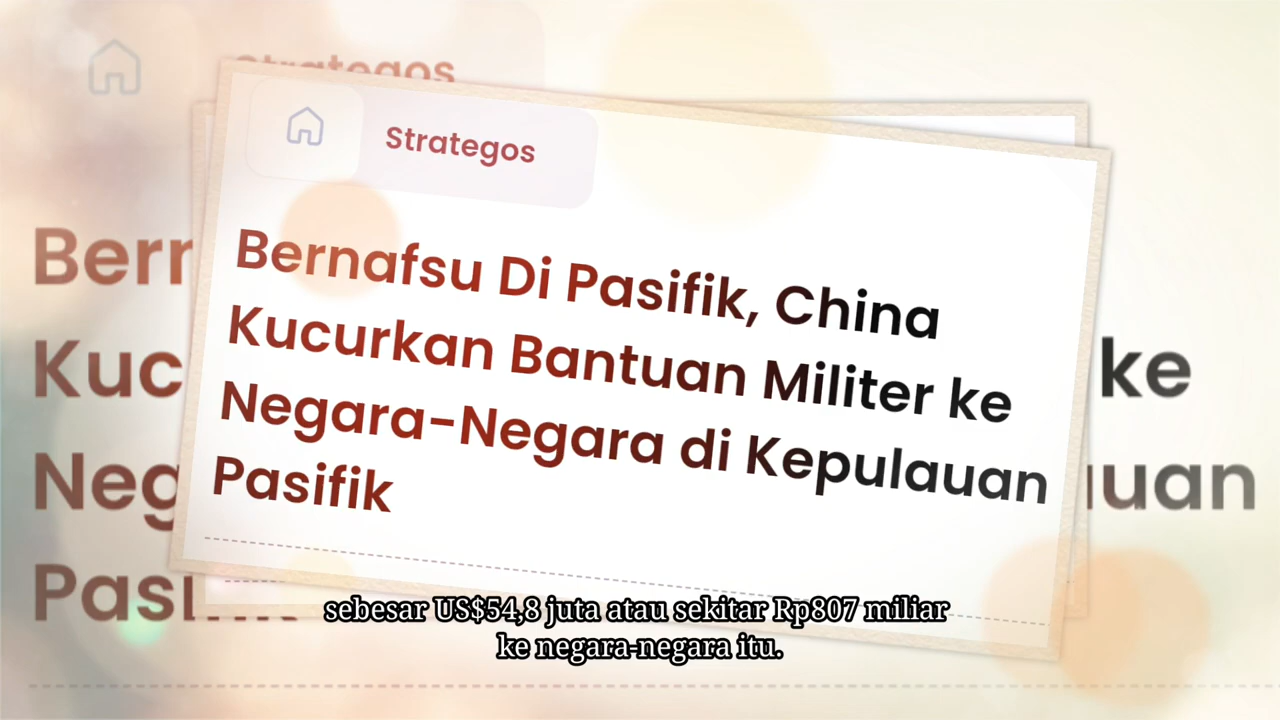 Strategos
Bernafsu Di Pasifik, China
Kucurkan Bantuan Militer ke
Negara-Negara di Kepulauan
Pasifik
sebesar US$54,8 juta atau sekitar Rp807 miliar
ke negara-negara itu.